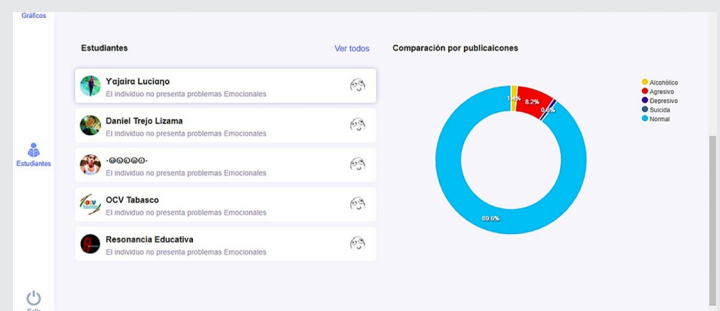 Gráficos
Estudiantes
Ver todos
Yajaira Luciano
El individuo no presenta problemas Emocionales
Daniel Trejo Lizama
El individuo no presenta problemas Emocionales
El individuo no presenta problemas Emocionales
OCV Tabasco
El individuo no presenta problemas Emocionales
Resonancia Educativa
El individuo no presenta problemas Emocionales
Estudiantes
Comparación por publicaicones
8.2%
89.6%
Alcohólico
Agresivo
Depresivo
Suicida
Normal